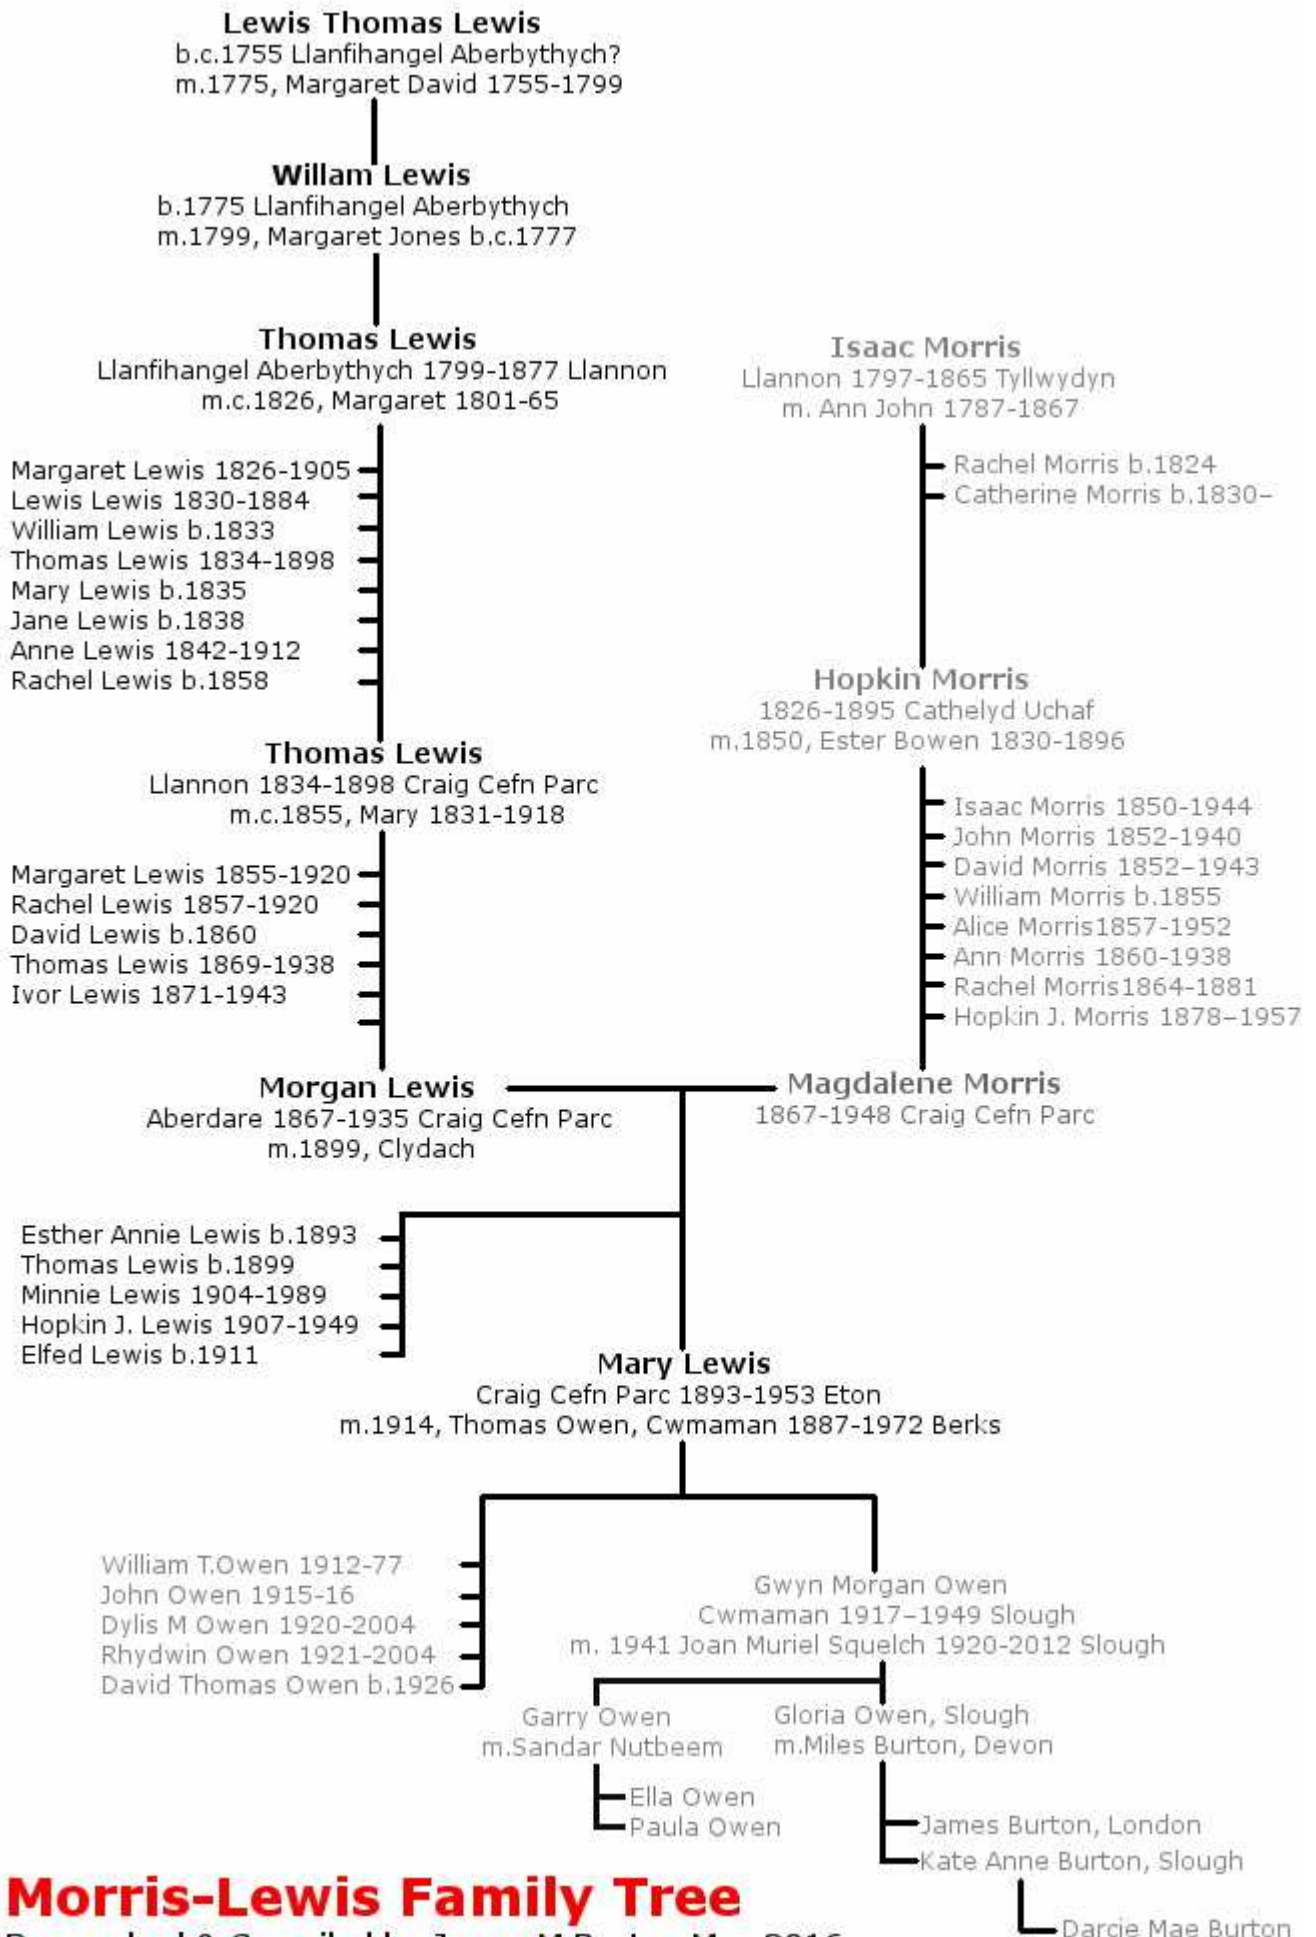 Lewis Thomas Lewis
b.c.1755 Llanfihangel Aberbythych?
m.1775, Margaret David 1755-1799
Willam Lewis
b.1775 Llanfihangel Aberbythych
m.1799, Margaret Jones b.c.1777
Thomas Lewis
Llanfihangel Aberbythych 1799-1877 Llannon
m.c.1826, Margaret 1801-65
Isaac Morris
Llannon 1797-1865 Tyllwydyn
m. Ann John 1787-1867
Margaret Lewis 1826-1905
Lewis Lewis 1830-1884
William Lewis b.1833
Thomas Lewis 1834-1898
Mary Lewis b.1835
Jane Lewis b.1838
Anne Lewis 1842-1912
Rachel Lewis b.1858
Rachel Morris b.1824
Catherine Morris b.1830–
Hopkin Morris
1826-1895 Cathelyd Uchaf
m.1850, Ester Bowen 1830-1896
Thomas Lewis
Llannon 1834-1898 Craig Cefn Parc
m.c.1855, Mary 1831-1918
Margaret Lewis 1855-1920
Rachel Lewis 1857-1920
David Lewis b.1860
Thomas Lewis 1869-1938
Ivor Lewis 1871-1943
Isaac Morris 1850-1944
John Morris 1852-1940
David Morris 1852–1943
William Morris b.1855
Alice Morris1857-1952
Ann Morris 1860-1938
Rachel Morris1864-1881
Hopkin J. Morris 1878–1957
Morgan Lewis
Aberdare 1867-1935 Craig Cefn Parc
m.1899, Clydach
Magdalene Morris
1867-1948 Craig Cefn Parc
Esther Annie Lewis b.1893
Thomas Lewis b.1899
Minnie Lewis 1904-1989
Hopkin J. Lewis 1907-1949
Elfed Lewis b.1911
Mary Lewis
Craig Cefn Parc 1893-1953 Eton
m.1914, Thomas Owen, Cwmaman 1887-1972 Berks
William T.Owen 1912-77
John Owen 1915-16
Dylis M Owen 1920-2004
Rhydwin Owen 1921-2004
David Thomas Owen b.1926
Gwyn Morgan Owen
Cwmaman 1917–1949 Slough
m. 1941 Joan Muriel Squelch 1920-2012 Slough
Garry Owen
m.Sandar Nutbeem
Gloria Owen, Slough
m.Miles Burton, Devon
Ella Owen
Paula Owen
James Burton, London
Kate Anne Burton, Slough
Darcie Mae Burton
Morris-Lewis Family Tree